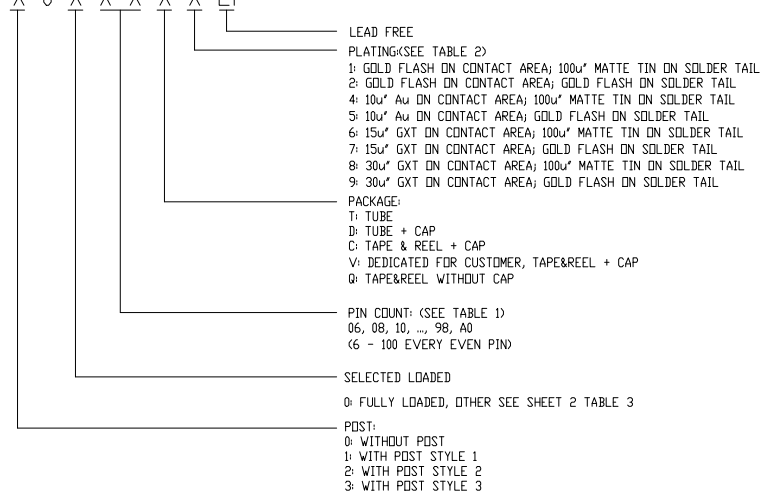 LEAD FREE
PLATING:(SEE TABLE 2)
1: GOLD FLASH ON CONTACT AREA; 100u" MATTE TIN ON SOLDER TAIL
2: GOLD FLASH ON CONTACT AREA; GOLD FLASH ON SOLDER TAIL
4: 10u" Au ON CONTACT AREA; 100u" MATTE TIN ON SOLDER TAIL
5: 10u" Au ON CONTACT AREA; GOLD FLASH ON SOLDER TAIL
6: 15u" GXT ON CONTACT AREA; 100u" MATTE TIN ON SOLDER TAIL
7: 15u" GXT ON CONTACT AREA; GOLD FLASH ON SOLDER TAIL
8: 30u" GXT ON CONTACT AREA; 100u" MATTE TIN ON SOLDER TAIL
9: 30u" GXT ON CONTACT AREA; GOLD FLASH ON SOLDER TAIL
PACKAGE:
T: TUBE
D: TUBE + CAP
C: TAPE & REEL + CAP
V: DEDICATED FOR CUSTOMER, TAPE&REEL + CAP
Q: TAPE&REEL WITHOUT CAP
PIN COUNT: (SEE TABLE 1)
06, 08, 10, ..., 98, A0
(6 - 100 EVERY EVEN PIN)
SELECTED LOADED
0: FULLY LOADED, OTHER SEE SHEET 2 TABLE 3
POST:
0: WITHOUT POST
1: WITH POST STYLE 1
2: WITH POST STYLE 2
3: WITH POST STYLE 3